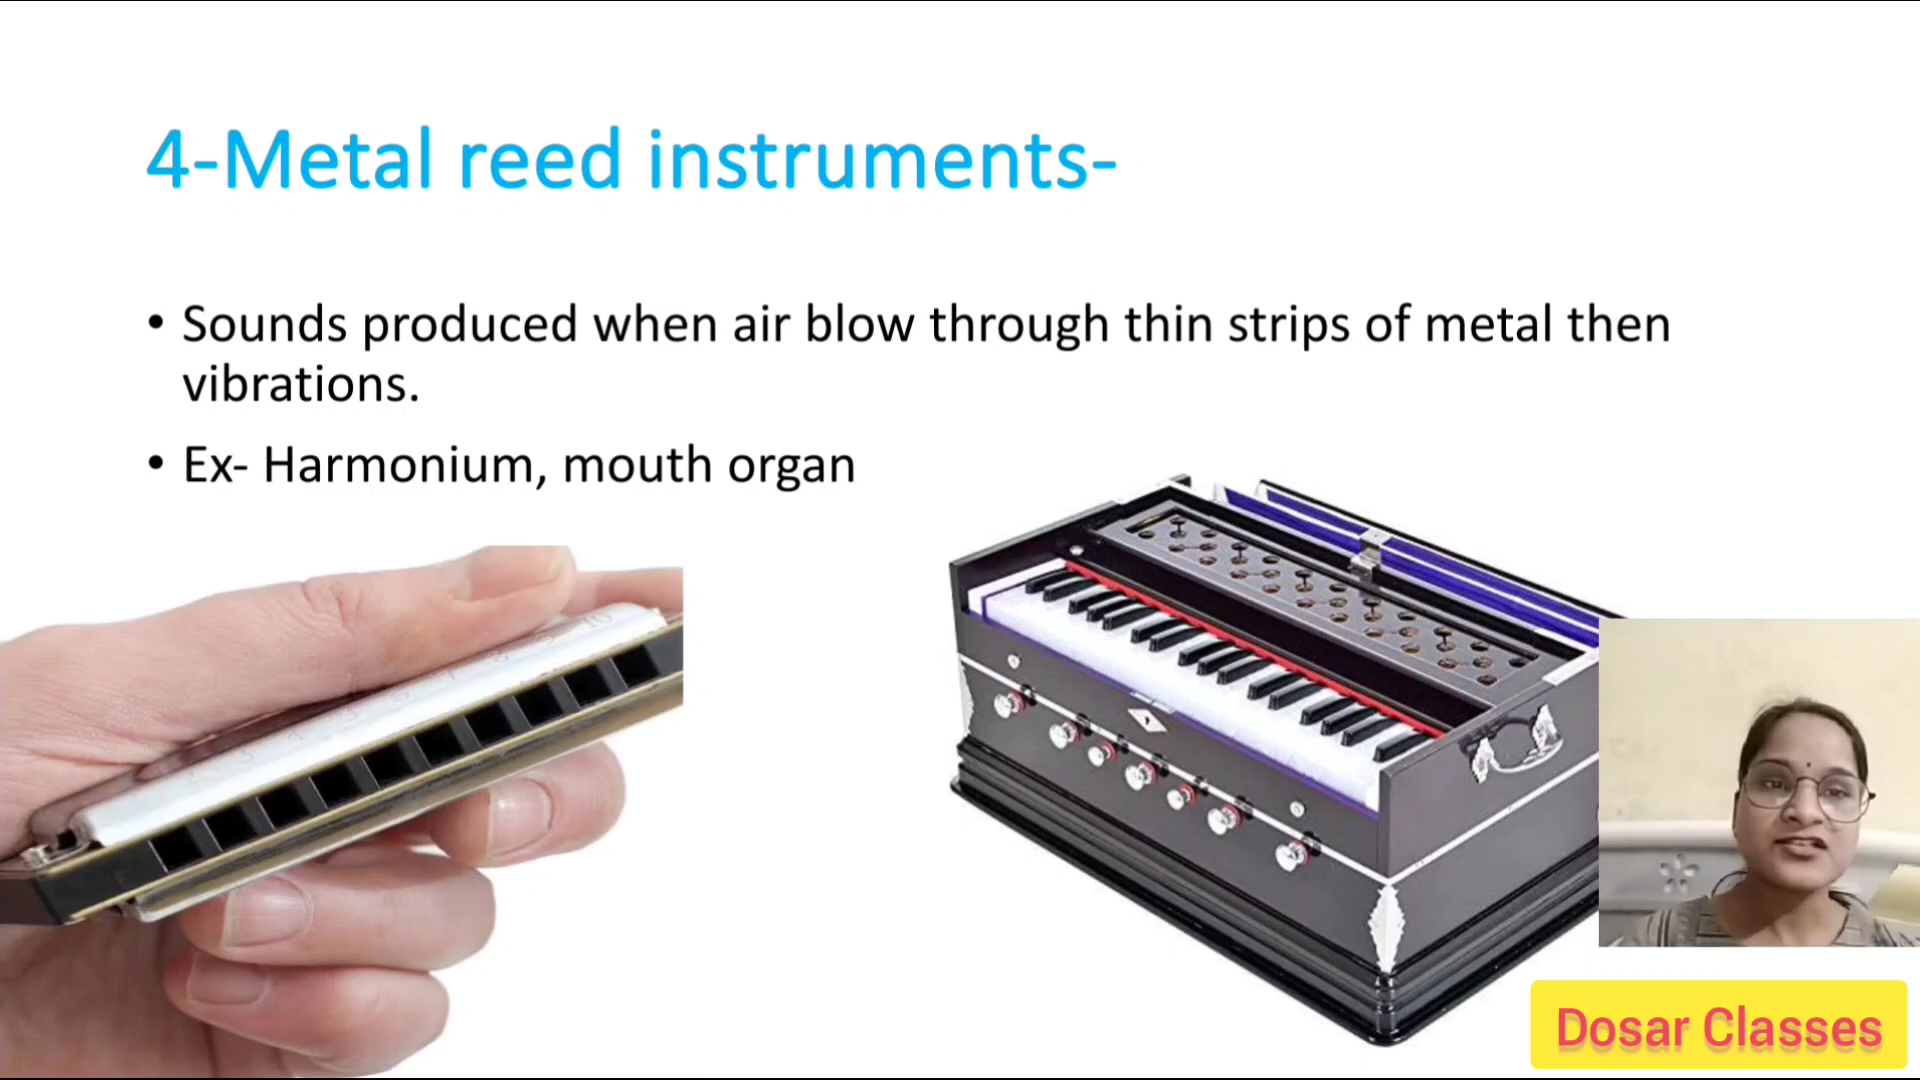 4-Metal reed instruments-
• Sounds produced when air blow through thin strips of metal then
vibrations.
• Ex- Harmonium, mouth organ
Dosar Classes